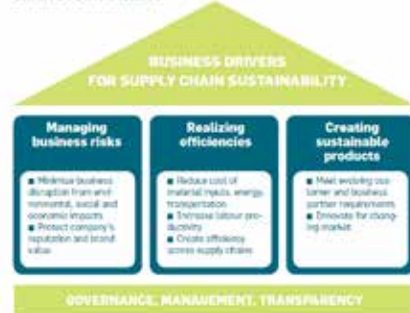 BUSINESS DRIVERS
FOR SUPPLY CHAIN SUSTAINABILITY
Managing
business risks
■ Minimise business
disruption from envi-
ronmental, social and
economic impacts
■ Protect company's
reputation and brand
value
Realizing
efficiencies
■ Reduce cost of
material inputs, energy,
transportation
■ Increase labour pro-
ductivity
■ Create efficiency
across supply chains
Creating
sustainable
products
■ Meet evolving cus-
tomer and business
partner requirements
■ Innovate for chang-
ing market
GOVERNANCE, MANAGEMENT, TRANSPARENCY